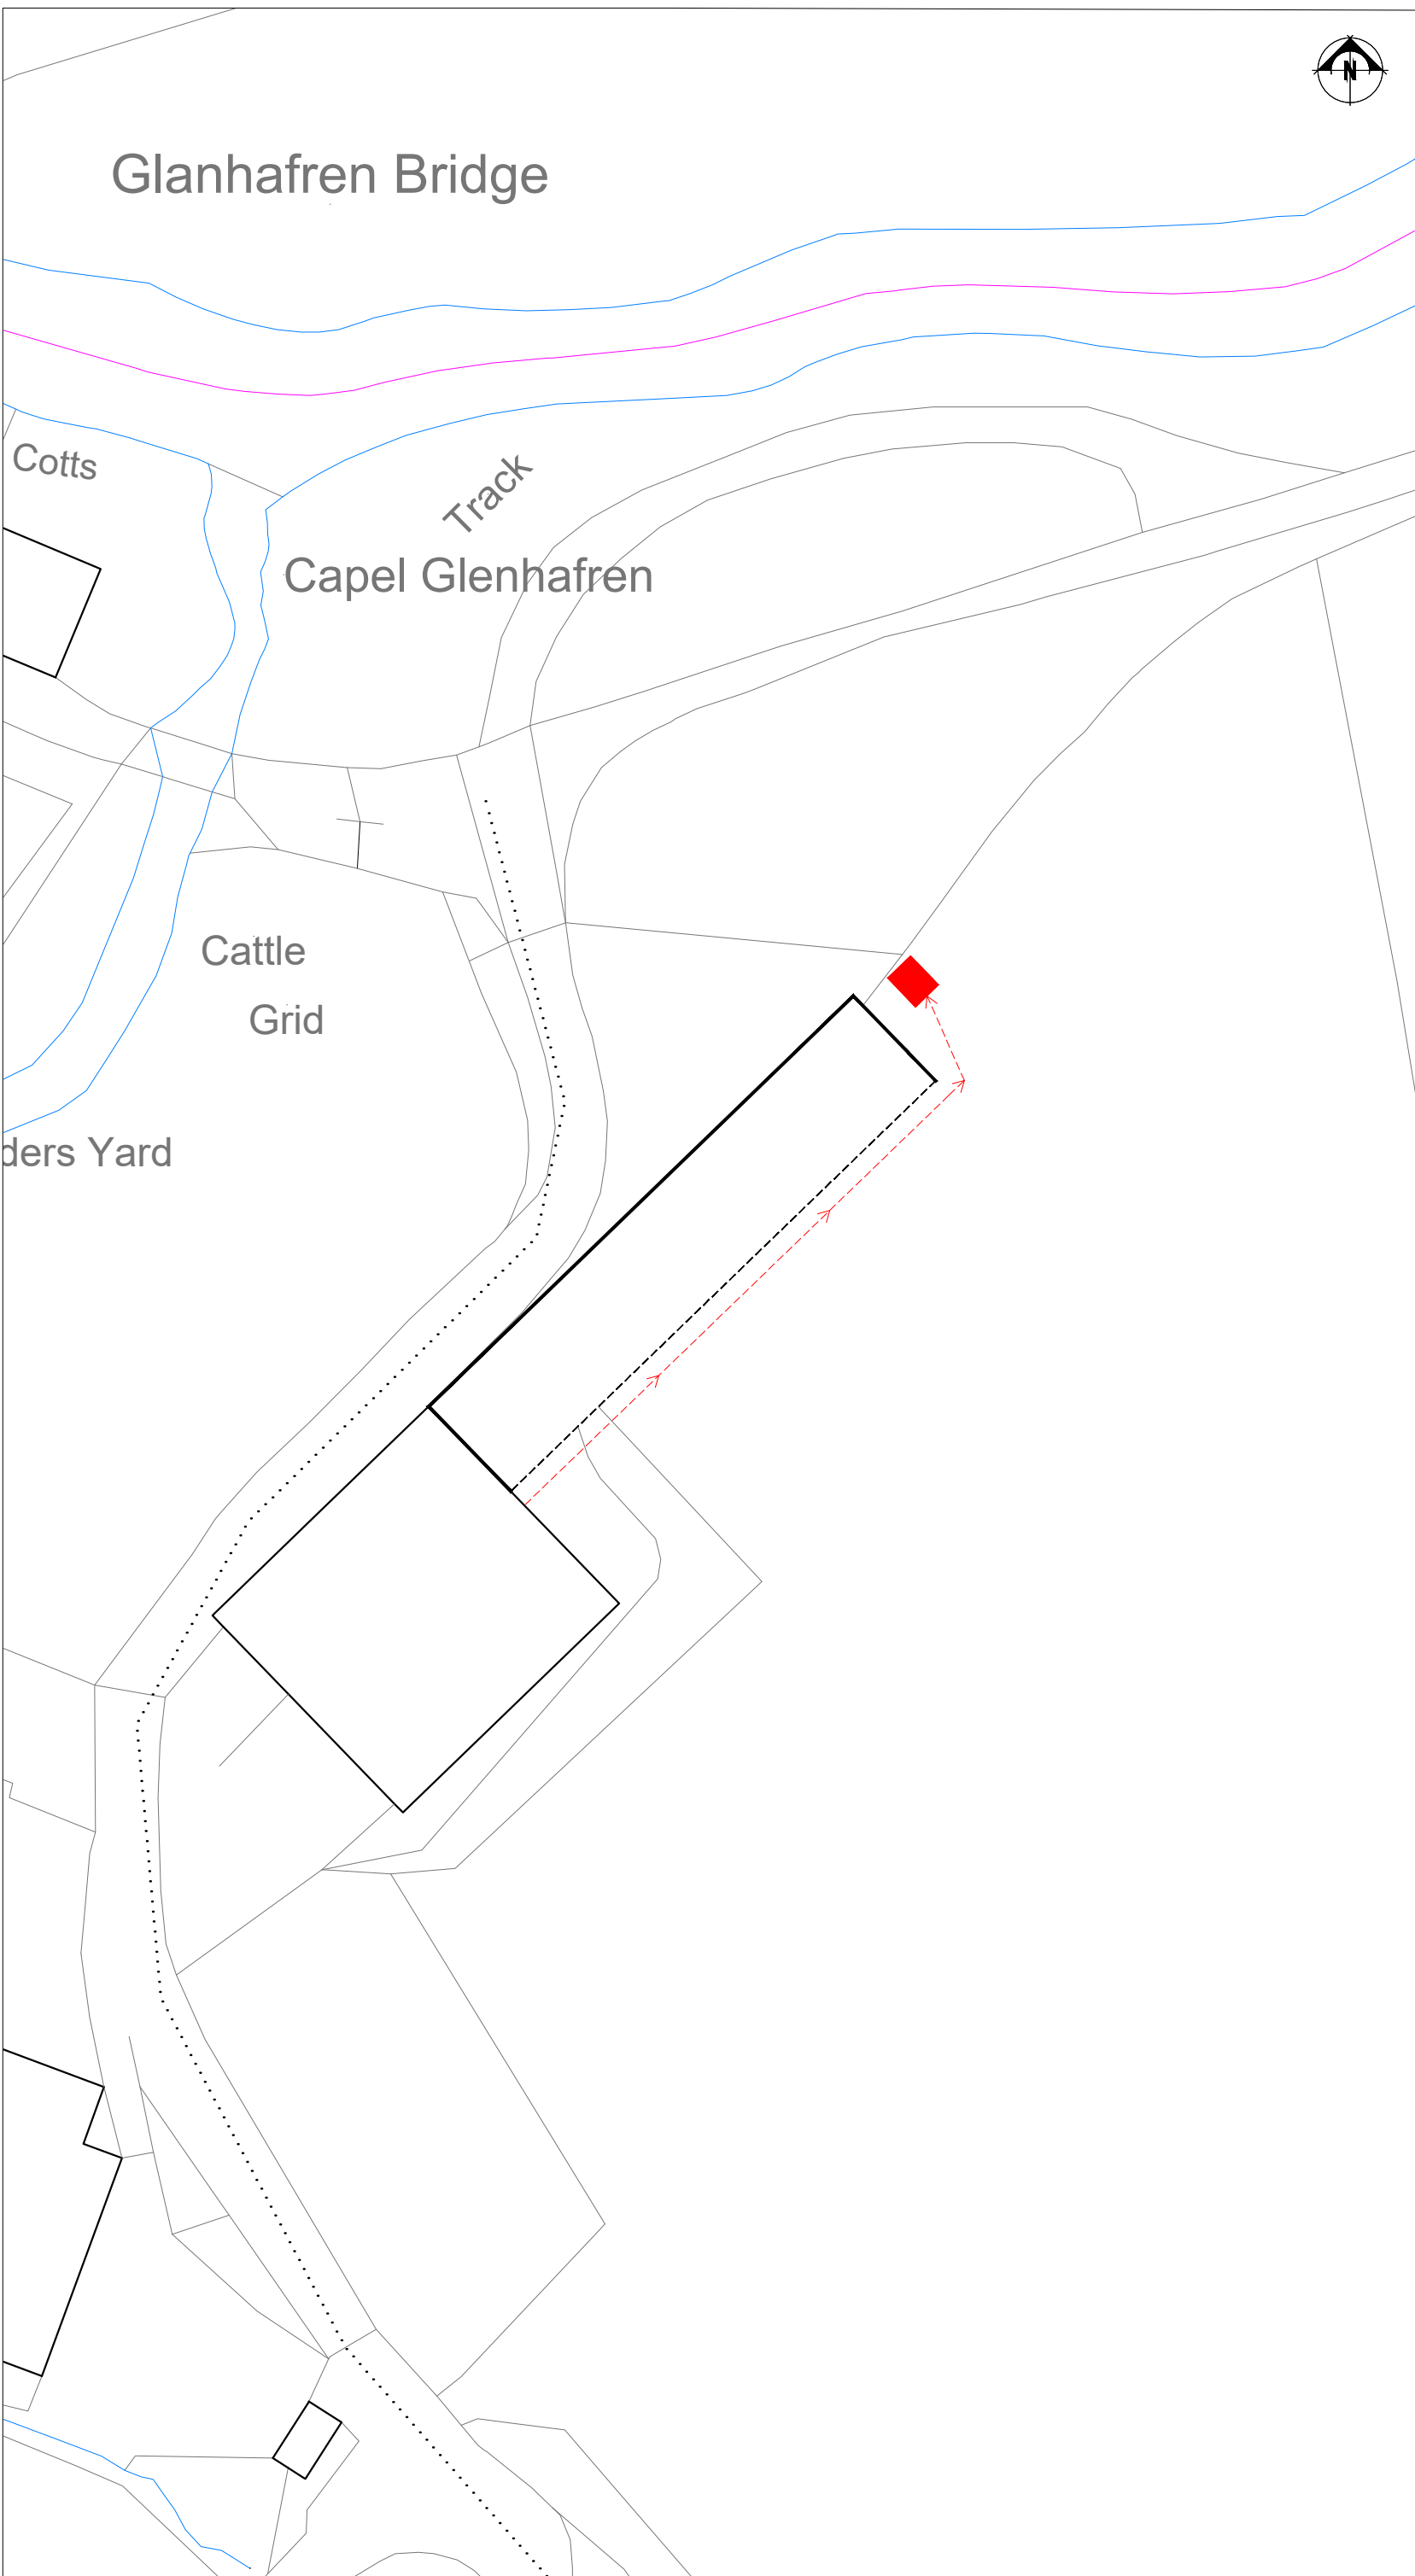 N
Glanhafren Bridge
Cotts
Track
Capel Glenhafren
Cattle
Grid
ders Yard